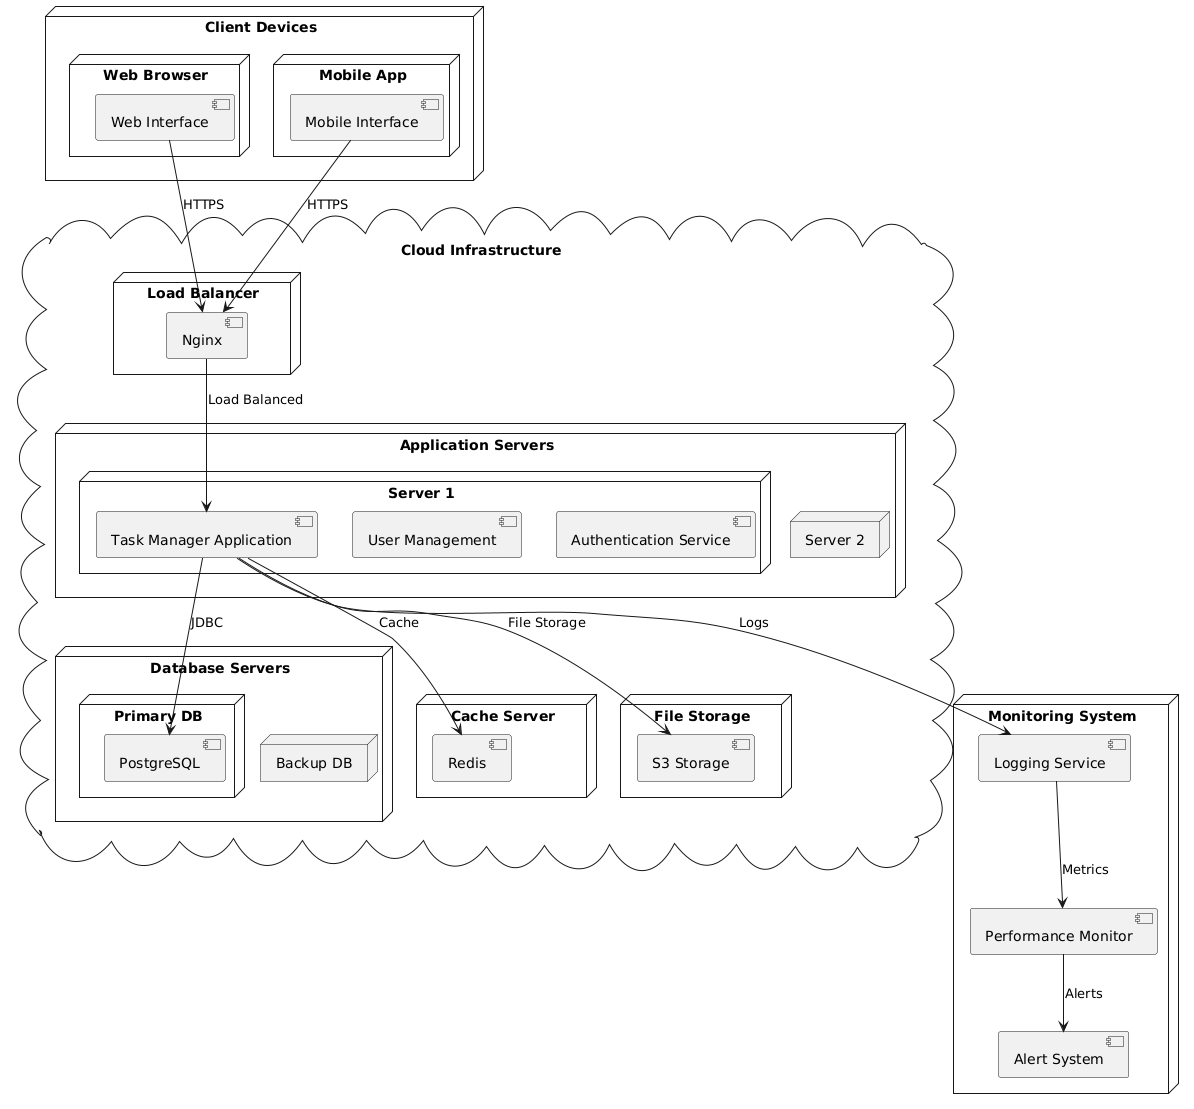 Client Devices
Web Browser
Mobile App
Web Interface
Mobile Interface
HTTPS
HTTPS
Cloud Infrastructure
Load Balancer
Nginx
Load Balanced
Application Servers
Server 1
Task Manager Application
User Management
Authentication Service
Server 2
JDBC
Cache
File Storage
Logs
Database Servers
Primary DB
Cache Server
File Storage
Monitoring System
PostgreSQL
Backup DB
Redis
S3 Storage
Logging Service
Metrics
Performance Monitor
Alerts
Alert System